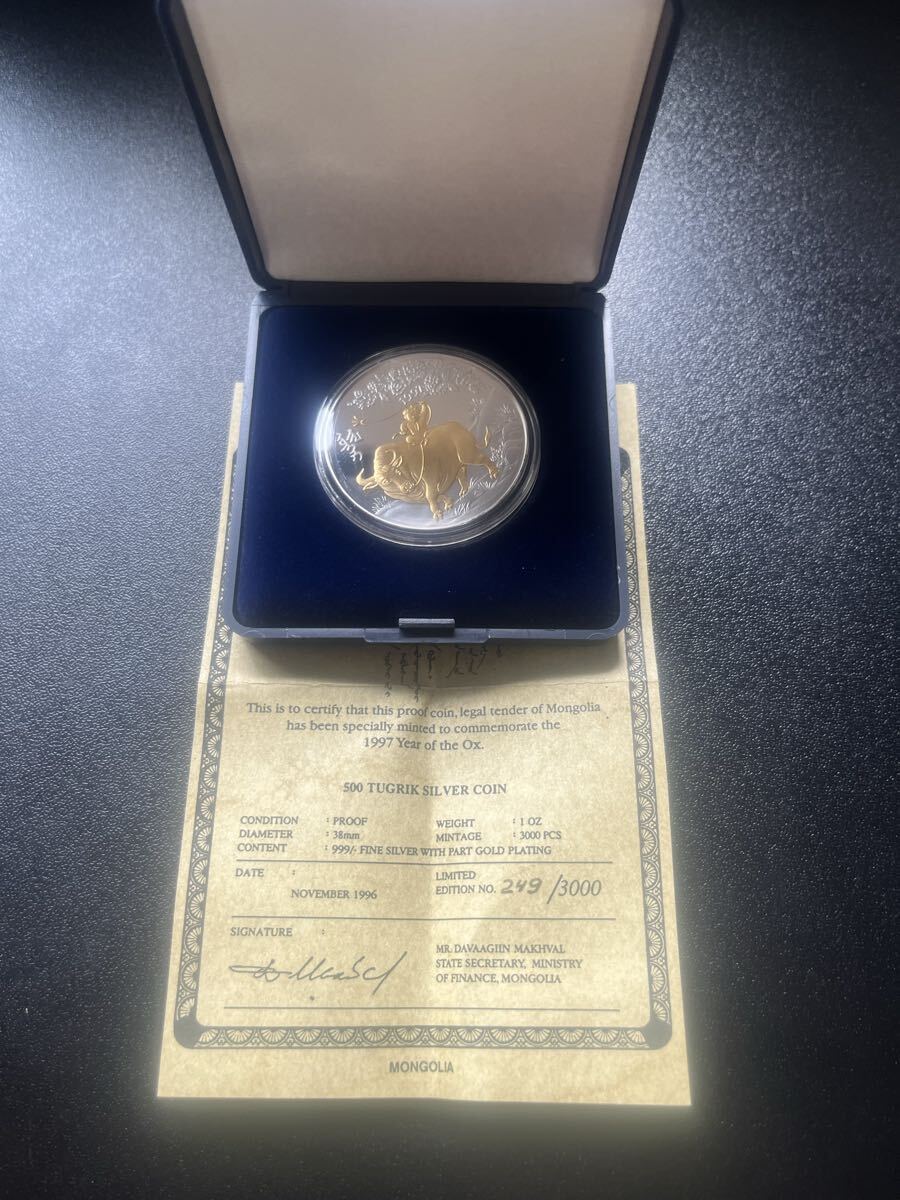 1997
This is to certify that this proof coin, legal tender of Mongolia
has been specially minted to commemorate the
1997 Year of the Ox.
500 TUGRIK SILVER COIN
CONDITION : PROOF WEIGHT : 1 OZ
DIAMETER : 38mm MINTAGE : 3000 PCS
CONTENT : 999/- FINE SILVER WITH PART GOLD PLATING
DATE : LIMITED
NOVEMBER 1996 EDITION NO. 249 /3000
SIGNATURE :
MR. DAVAAGIIN MAKHVAL
STATE SECRETARY, MINISTRY
OF FINANCE, MONGOLIA
MONGOLIA